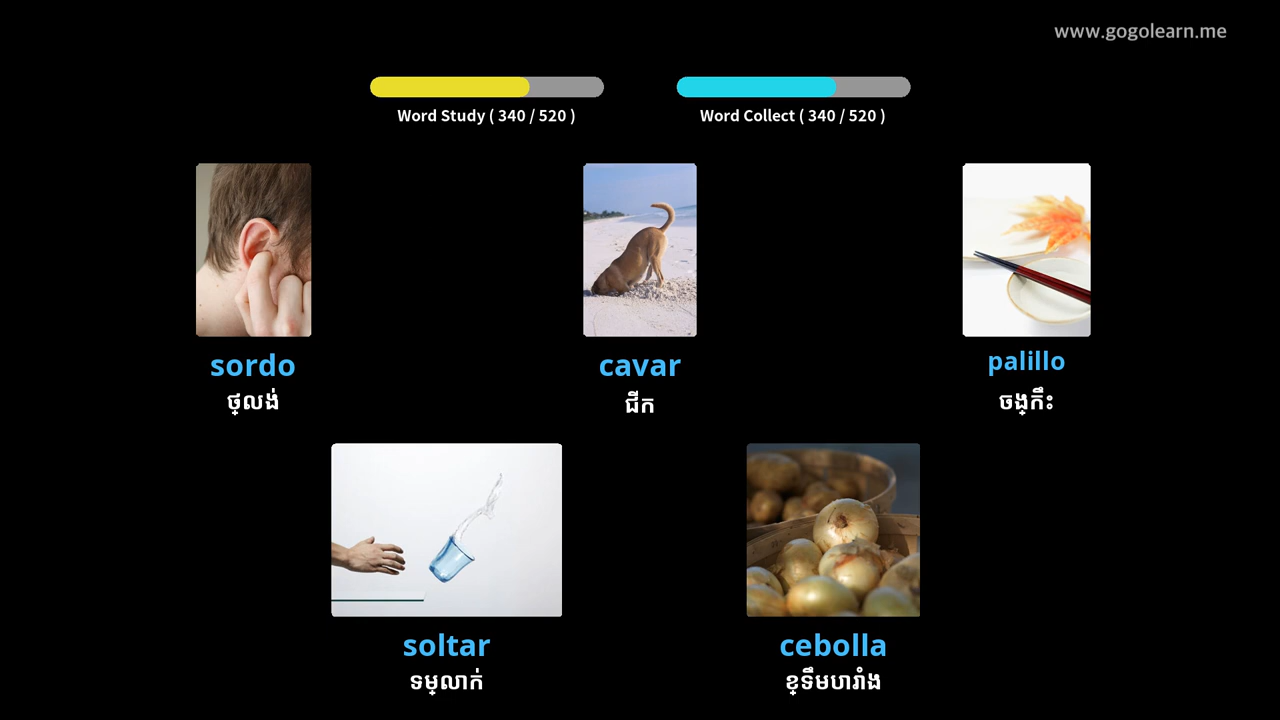 www.gogolearn.me
Word Study ( 340 / 520 )
Word Collect ( 340 / 520 )
sordo
cavar
palillo
ថ្លង់
ជីក
ចង្កឹះ
soltar
cebolla
ទម្លាក់
ខ្ទឹមបារាំង